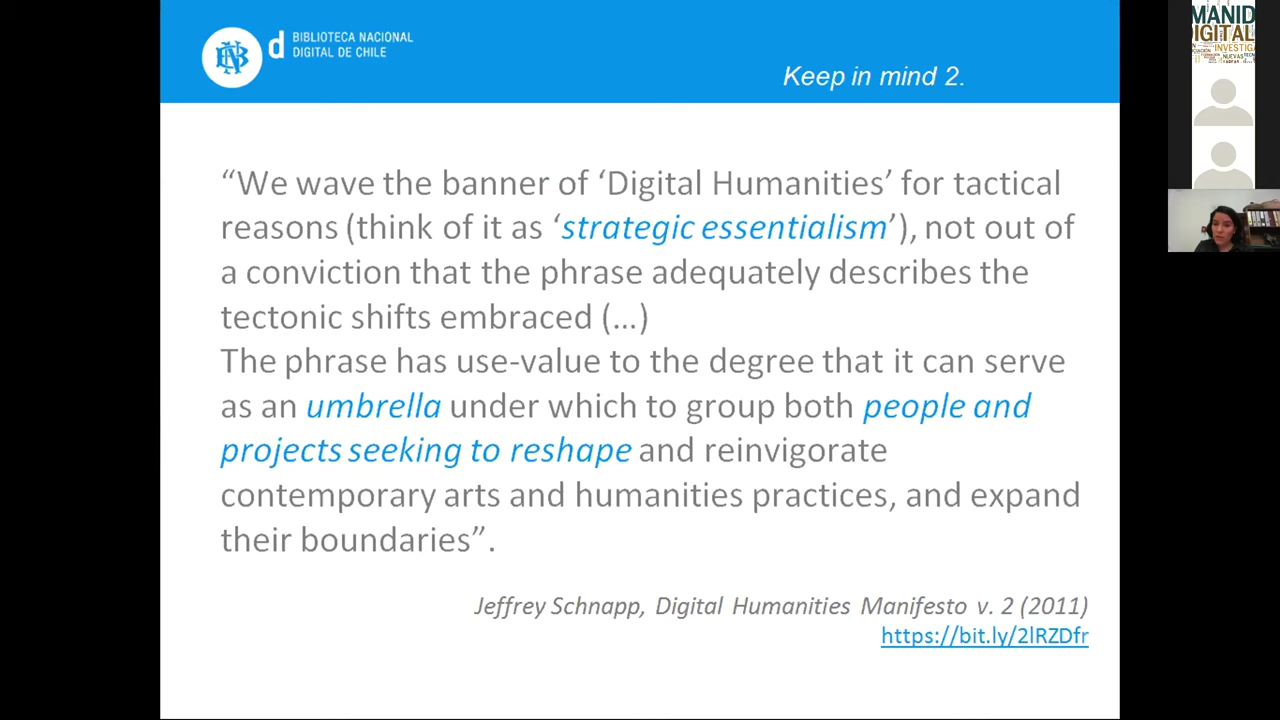 BIBLIOTECA NACIONAL
DIGITAL DE CHILE
d
Keep in mind 2.
“We wave the banner of ‘Digital Humanities’ for tactical
reasons (think of it as ‘strategic essentialism’), not out of
a conviction that the phrase adequately describes the
tectonic shifts embraced (...)
The phrase has use-value to the degree that it can serve
as an umbrella under which to group both people and
projects seeking to reshape and reinvigorate
contemporary arts and humanities practices, and expand
their boundaries”.
Jeffrey Schnapp, Digital Humanities Manifesto v. 2 (2011)
https://bit.ly/2lRZDfr
MANID
DIGITAL
INVESTIG
NUEVAS